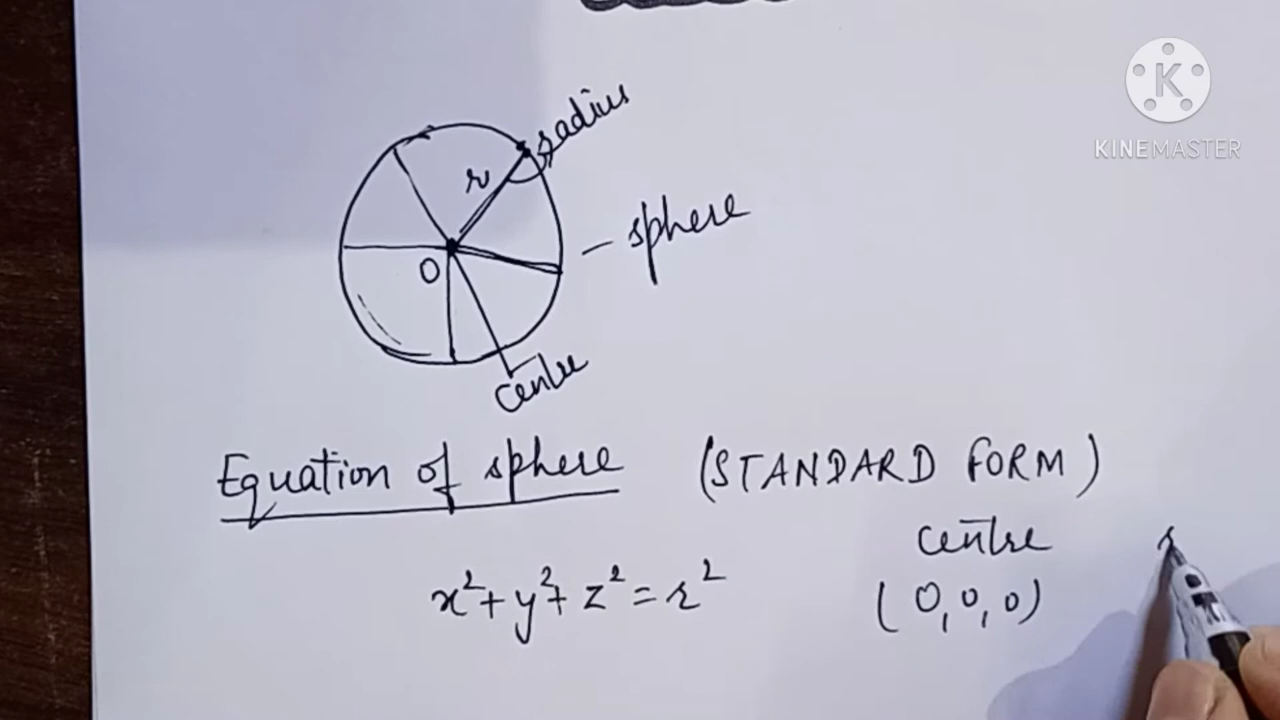 radius
KINEMASTER
r
sphere
O
centre
Equation of sphere (STANDARD FORM)
centre
x²+y²+z²=r² (0,0,0)